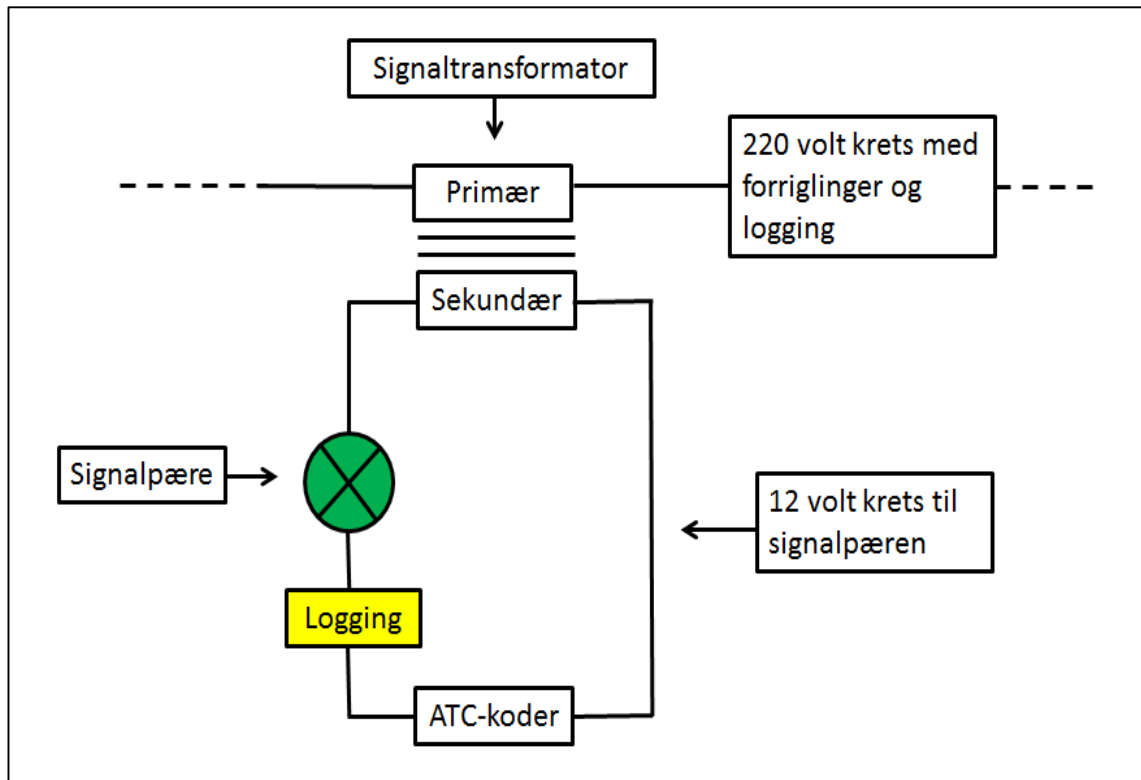 Signaltransformator
220 volt krets med
forriglinger og
logging
Primær
Sekundær
Signalpære
12 volt krets til
signalpæren
Logging
ATC-koder